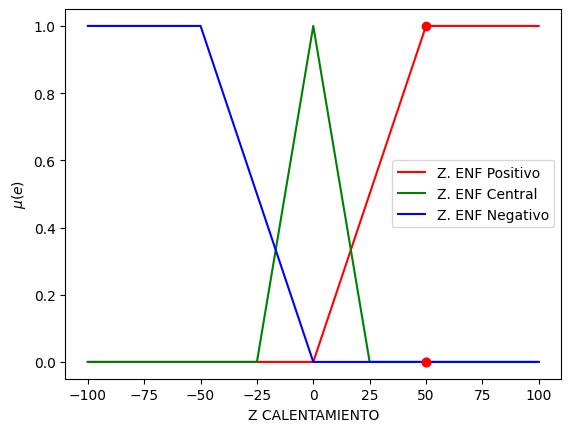 1.0
0.8
0.6
0.4
0.2
0.0
μ(e)
Z. ENF Positivo
Z. ENF Central
Z. ENF Negativo
−100 −75 −50 −25 0 25 50 75 100
Z CALENTAMIENTO